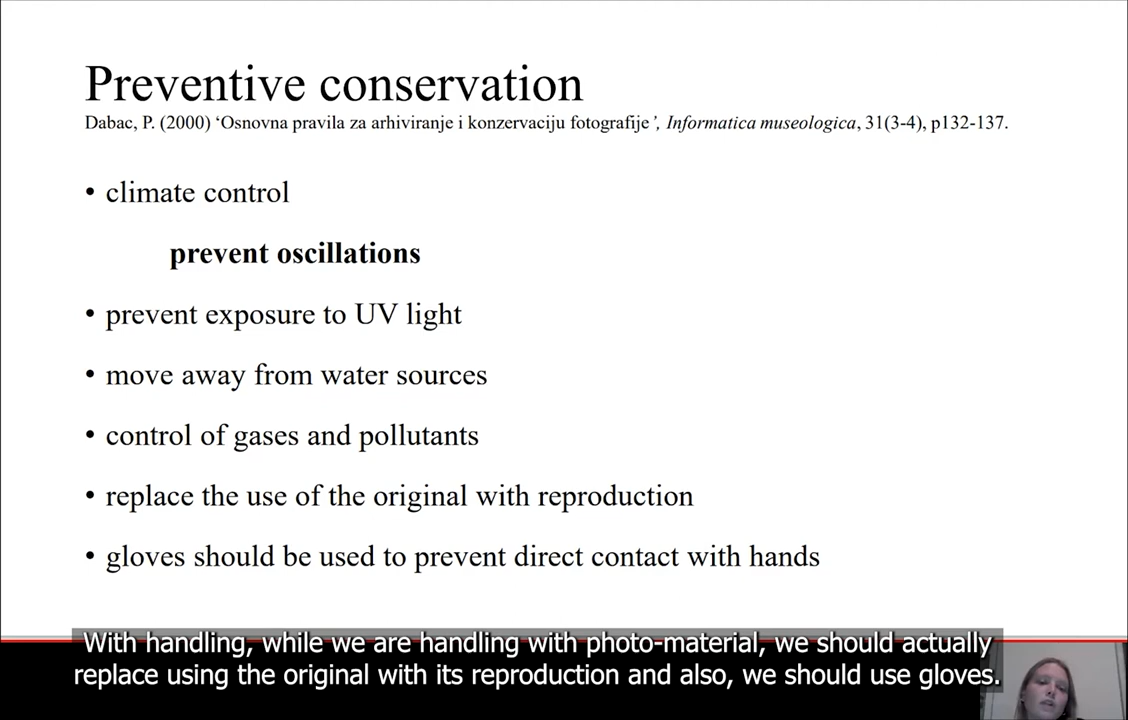 Preventive conservation
Dabac, P. (2000) ‘Osnovna pravila za arhiviranje i konzervaciju fotografije’, Informatica museologica, 31(3-4), p132-137.
• climate control
prevent oscillations
• prevent exposure to UV light
• move away from water sources
• control of gases and pollutants
• replace the use of the original with reproduction
• gloves should be used to prevent direct contact with hands
With handling, while we are handling with photo-material, we should actually
replace using the original with its reproduction and also, we should use gloves.